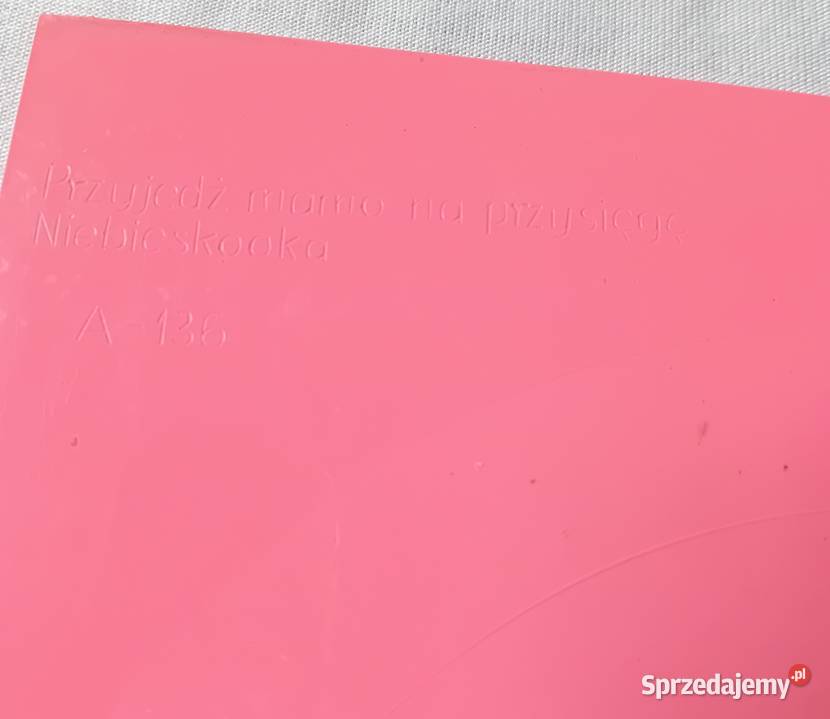 Przyjedź mamo na przysięgę
Niebieskooka
A-136
Sprzedajemy.pl